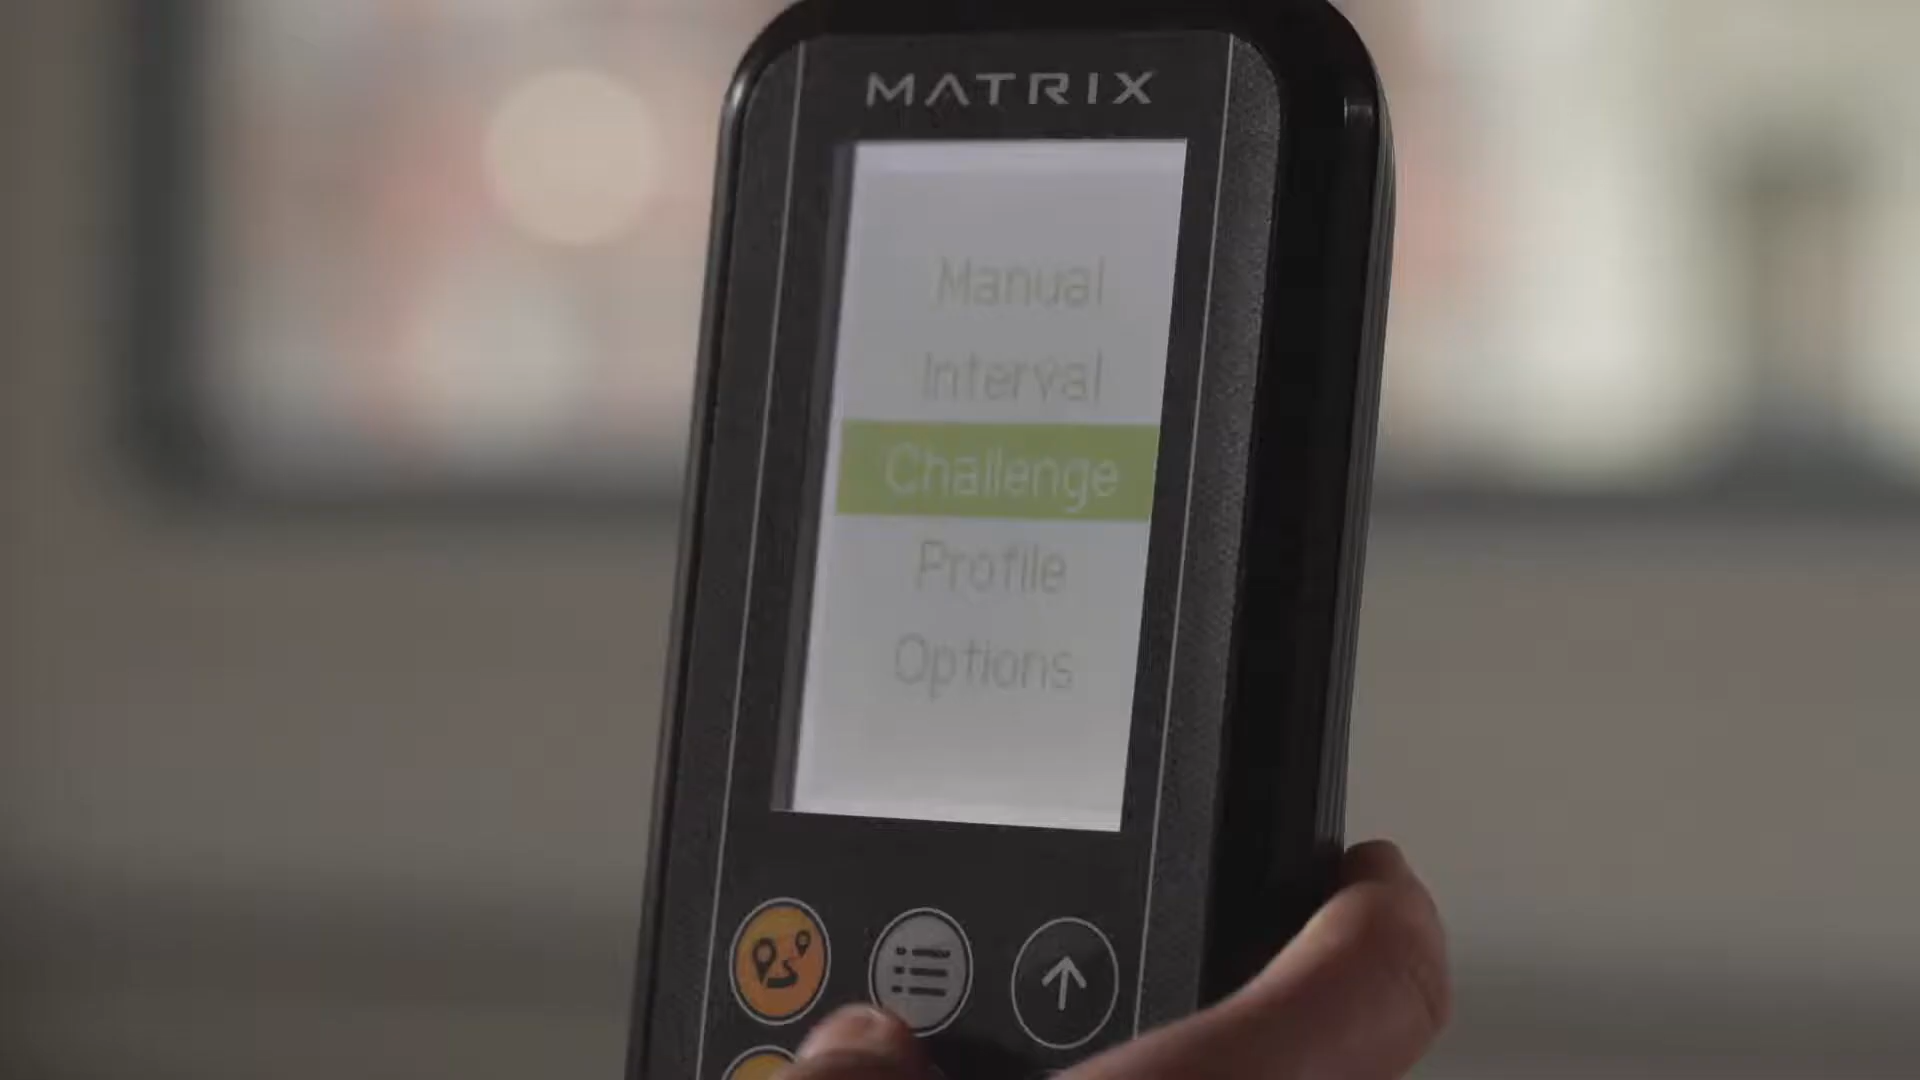 MATRIX
Manual
Interval
Challenge
Profile
Options